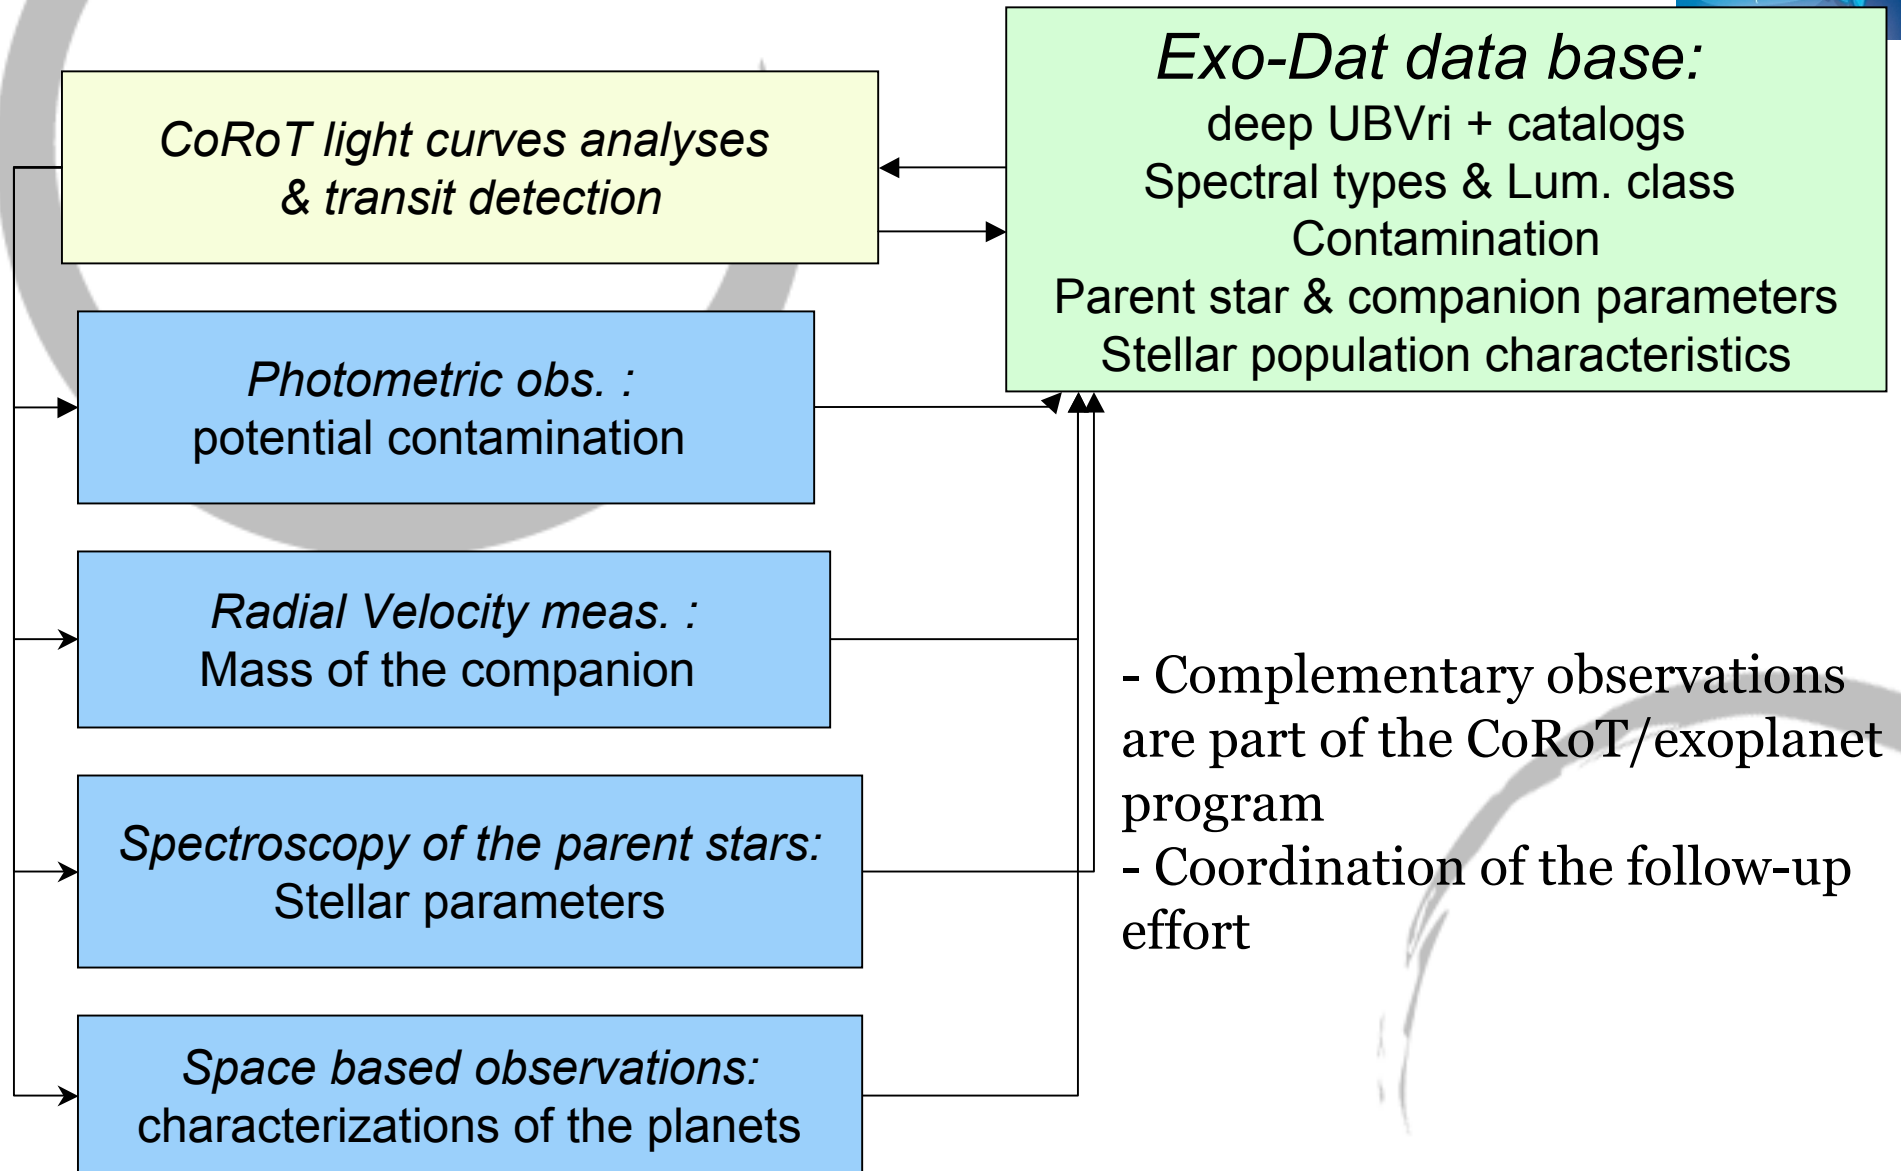 CoRoT light curves analyses
& transit detection
Exo-Dat data base:
deep UBVri + catalogs
Spectral types & Lum. class
Contamination
Parent star & companion parameters
Stellar population characteristics
Photometric obs. :
potential contamination
Radial Velocity meas. :
Mass of the companion
Spectroscopy of the parent stars:
Stellar parameters
Space based observations:
characterizations of the planets
- Complementary observations
are part of the CoRoT/exoplanet
program
- Coordination of the follow-up
effort